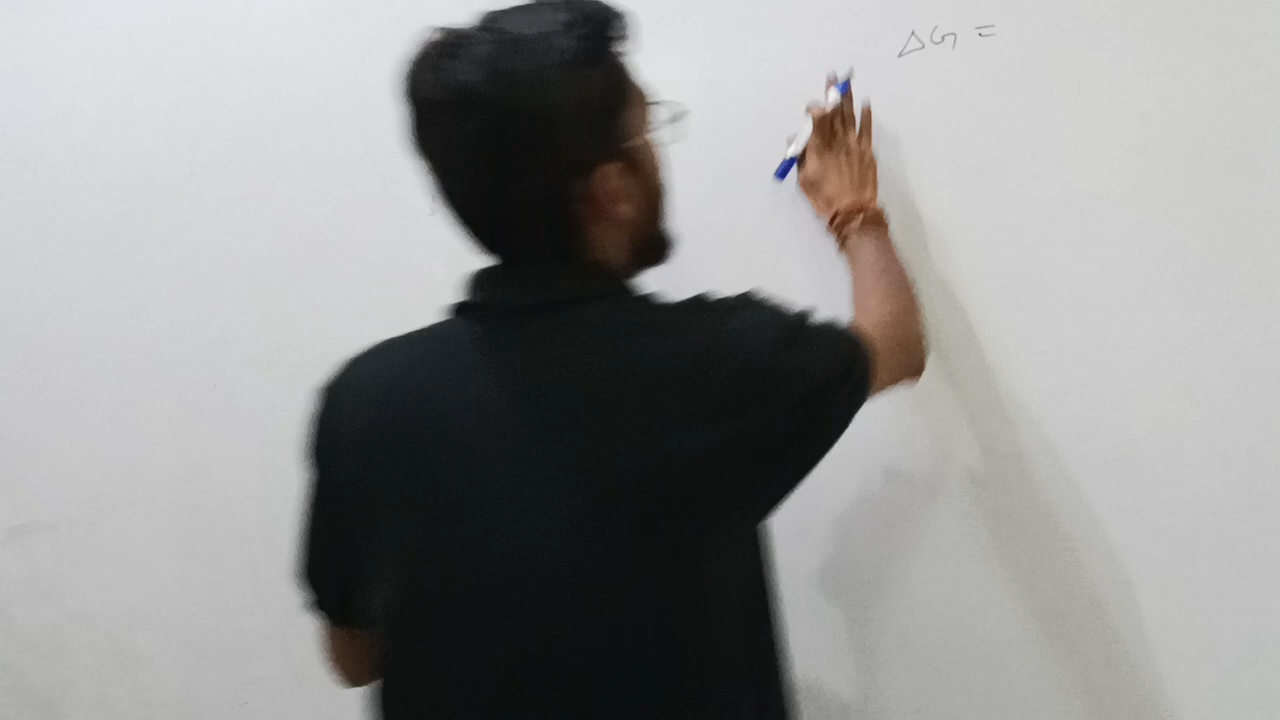 ΔG =